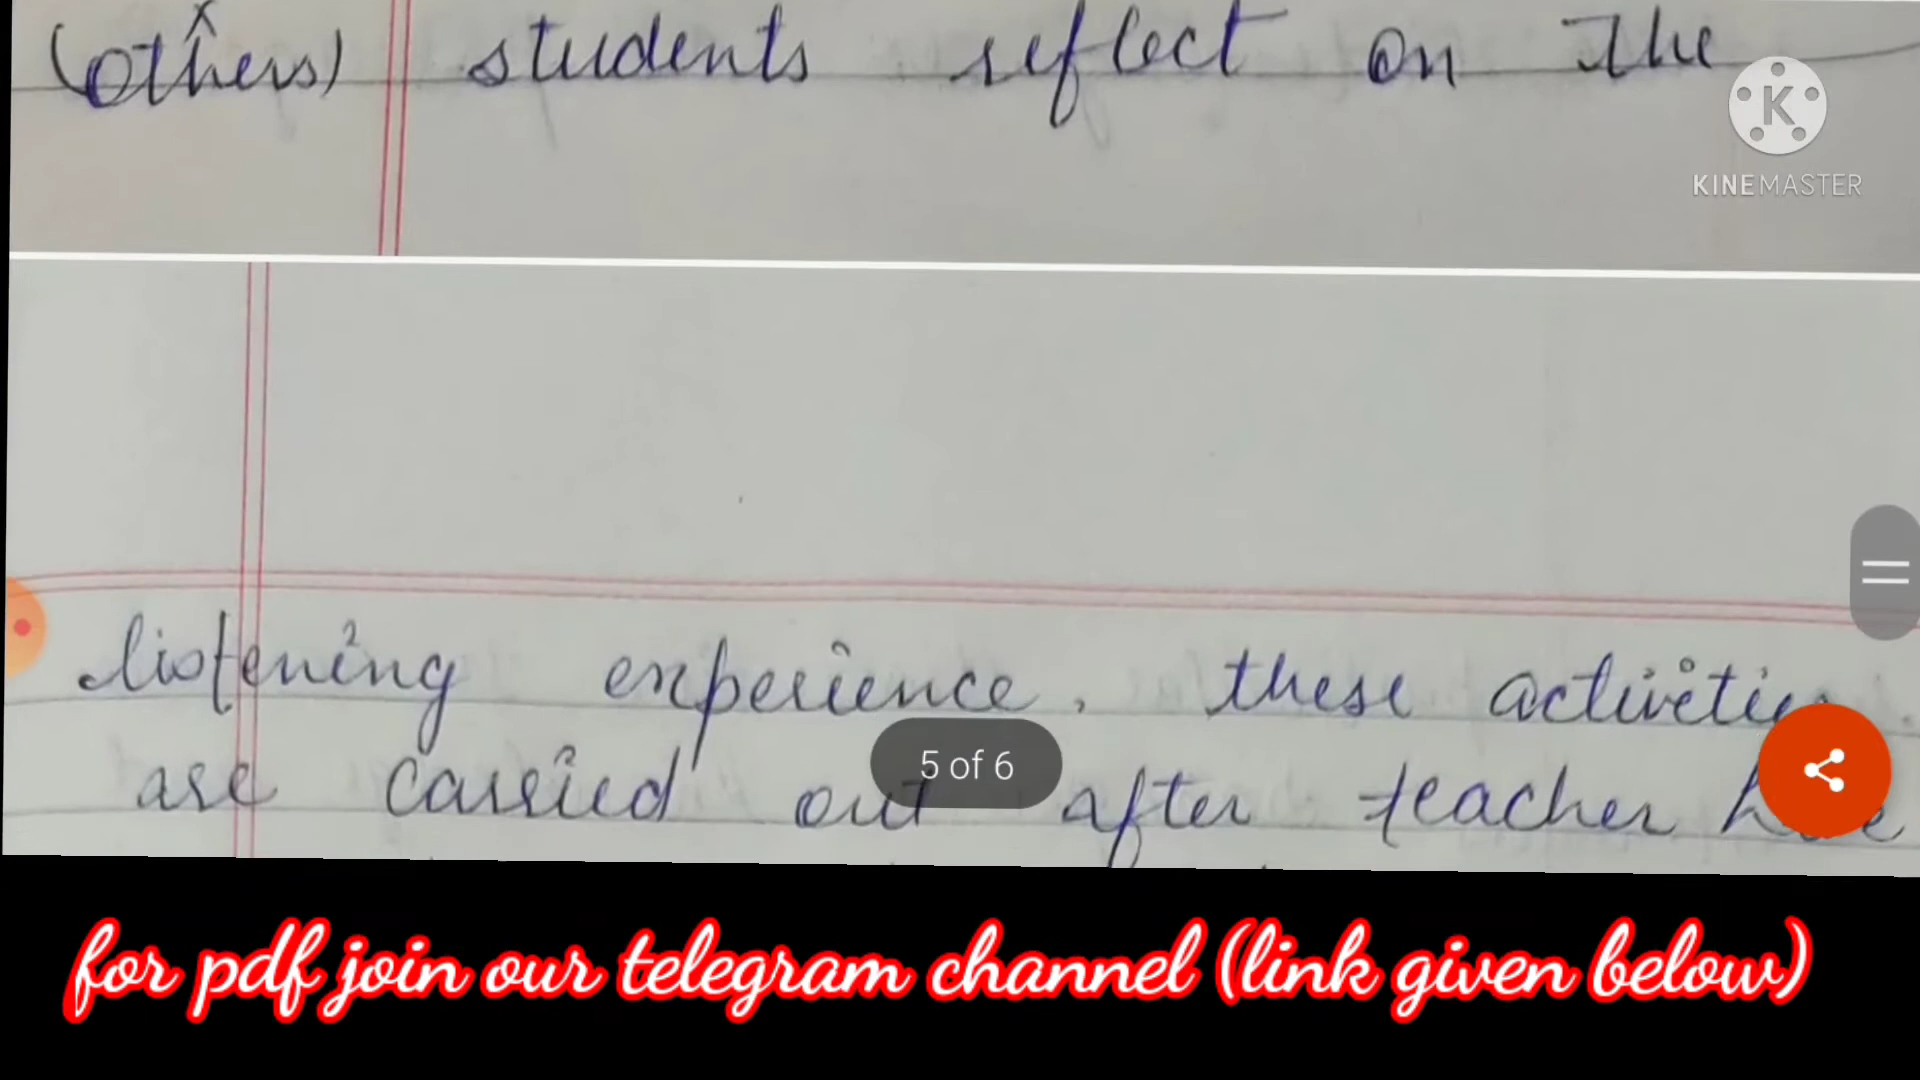 (others) students reflect on the
KINEMASTER
listening experience. these activities
are carried out after teacher have
5 of 6
for pdf join our telegram channel (link given below)